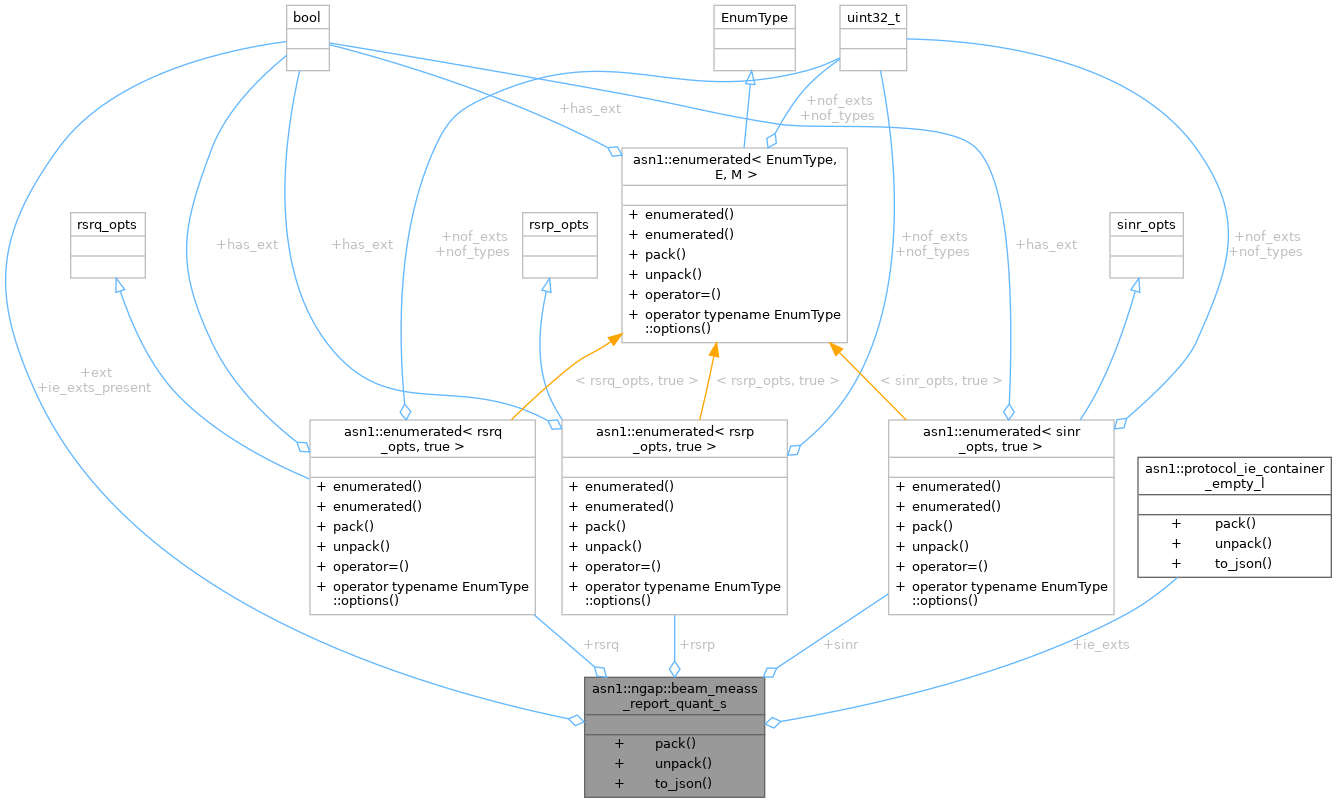 bool
EnumType
uint32_t
+has_ext
+nof_exts
+nof_types
asn1::enumerated< EnumType,
E, M >
+ enumerated()
+ enumerated()
+ pack()
+ unpack()
+ operator=()
+ operator typename EnumType
::options()
rsrq_opts
rsrp_opts
sinr_opts
+has_ext
+has_ext
+nof_exts
+nof_types
+nof_exts
+nof_types
+has_ext
+nof_exts
+nof_types
+ext
+ie_exts_present
< rsrq_opts, true >
< rsrp_opts, true >
< sinr_opts, true >
asn1::enumerated< rsrq
_opts, true >
+ enumerated()
+ enumerated()
+ pack()
+ unpack()
+ operator=()
+ operator typename EnumType
::options()
asn1::enumerated< rsrp
_opts, true >
+ enumerated()
+ enumerated()
+ pack()
+ unpack()
+ operator=()
+ operator typename EnumType
::options()
asn1::enumerated< sinr
_opts, true >
+ enumerated()
+ enumerated()
+ pack()
+ unpack()
+ operator=()
+ operator typename EnumType
::options()
asn1::protocol_ie_container
_empty_l
+ pack()
+ unpack()
+ to_json()
+rsrq
+rsrp
+sinr
+ie_exts
asn1::ngap::beam_meass
_report_quant_s
+ pack()
+ unpack()
+ to_json()